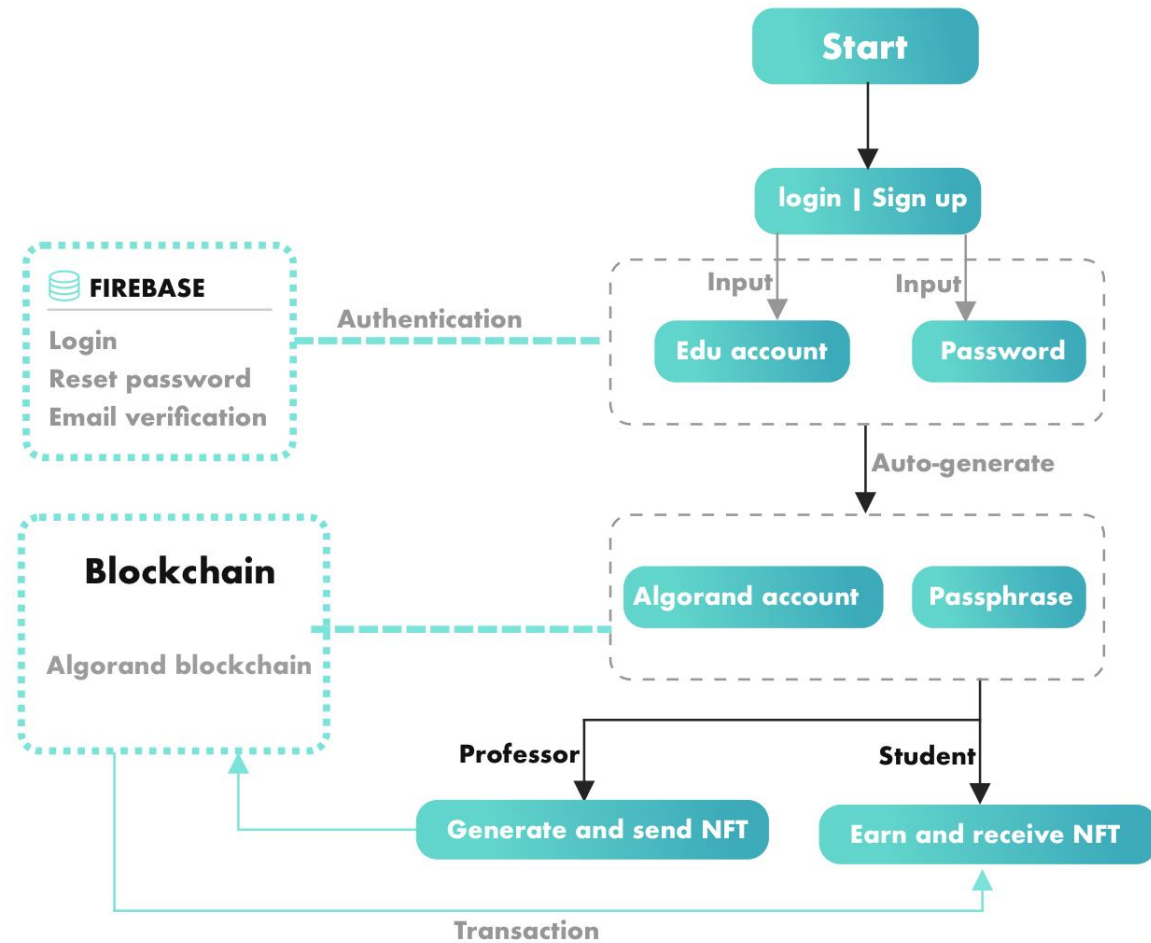 Start
login | Sign up
FIREBASE
Login
Reset password
Email verification
Authentication
Input
Input
Edu account
Password
Auto-generate
Blockchain
Algorand blockchain
Algorand account
Passphrase
Professor
Student
Generate and send NFT
Earn and receive NFT
Transaction